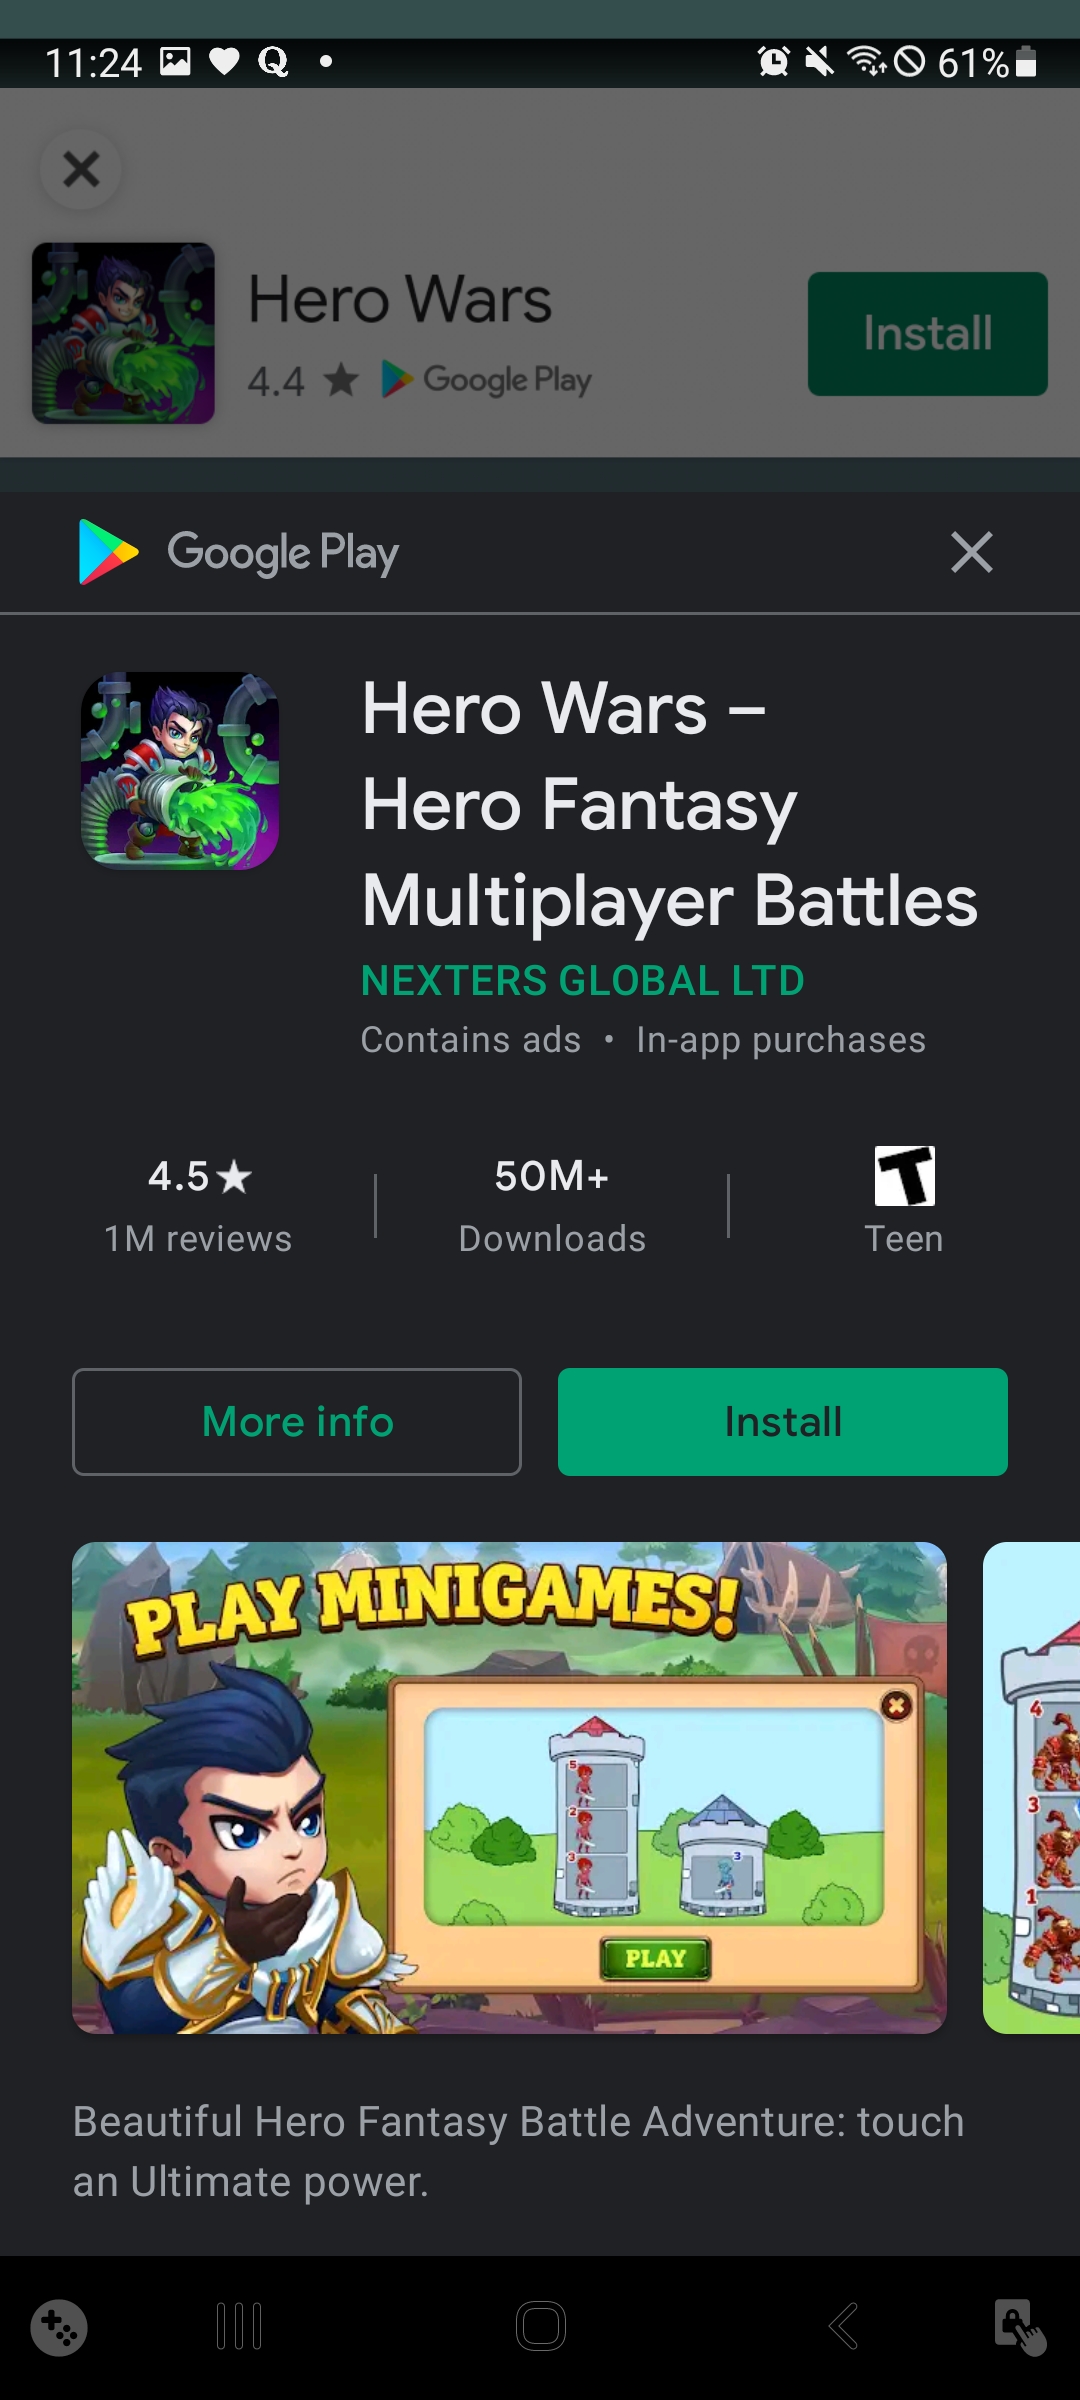 11:24
61%
Hero Wars
4.4 ★ Google Play
Install
Google Play
Hero Wars –
Hero Fantasy
Multiplayer Battles
NEXTERS GLOBAL LTD
Contains ads • In-app purchases
4.5★
1M reviews
50M+
Downloads
T
Teen
More info
Install
PLAY MINIGAMES!
5
2
3
3
PLAY
4
3
1
Beautiful Hero Fantasy Battle Adventure: touch
an Ultimate power.